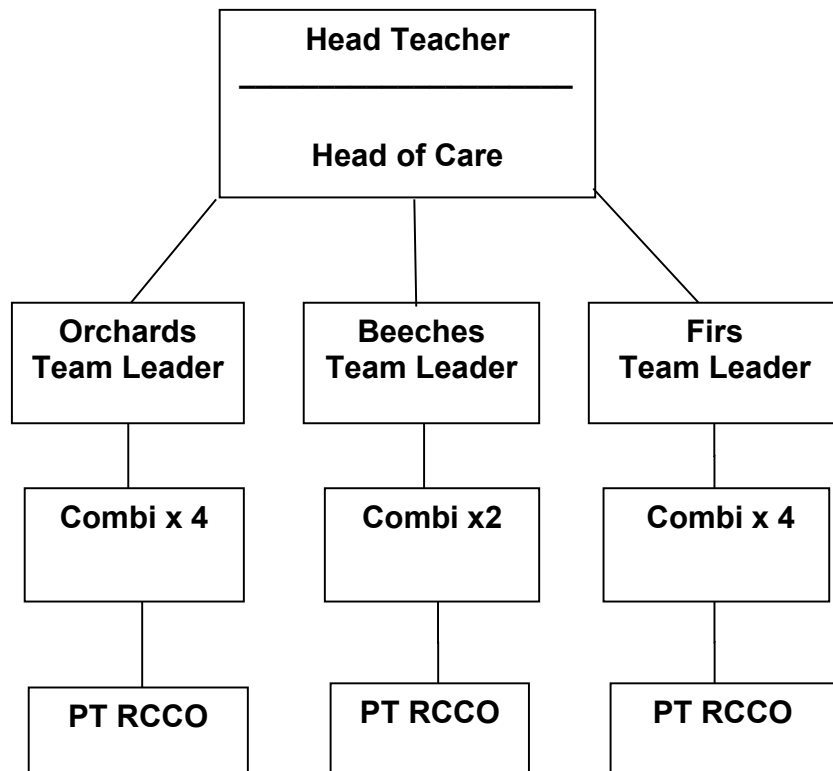 Head Teacher
Head of Care
Orchards
Team Leader
Beeches
Team Leader
Firs
Team Leader
Combi x 4
Combi x2
Combi x 4
PT RCCO
PT RCCO
PT RCCO